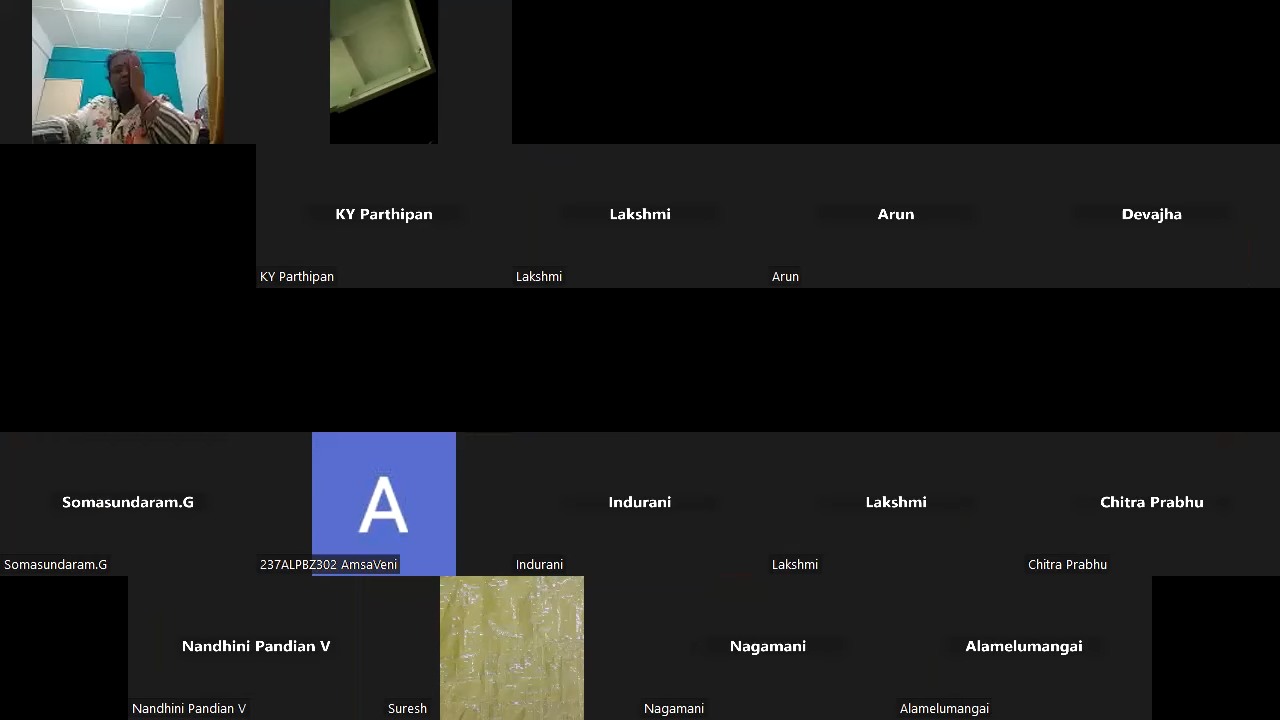 KY Parthipan
Lakshmi
Arun
Devajha
KY Parthipan
Lakshmi
Arun
Somasundaram.G
A
Indurani
Lakshmi
Chitra Prabhu
Somasundaram.G
237ALPBZ302 AmsaVeni
Indurani
Lakshmi
Chitra Prabhu
Nandhini Pandian V
Nagamani
Alamelumangai
Nandhini Pandian V
Suresh
Nagamani
Alamelumangai